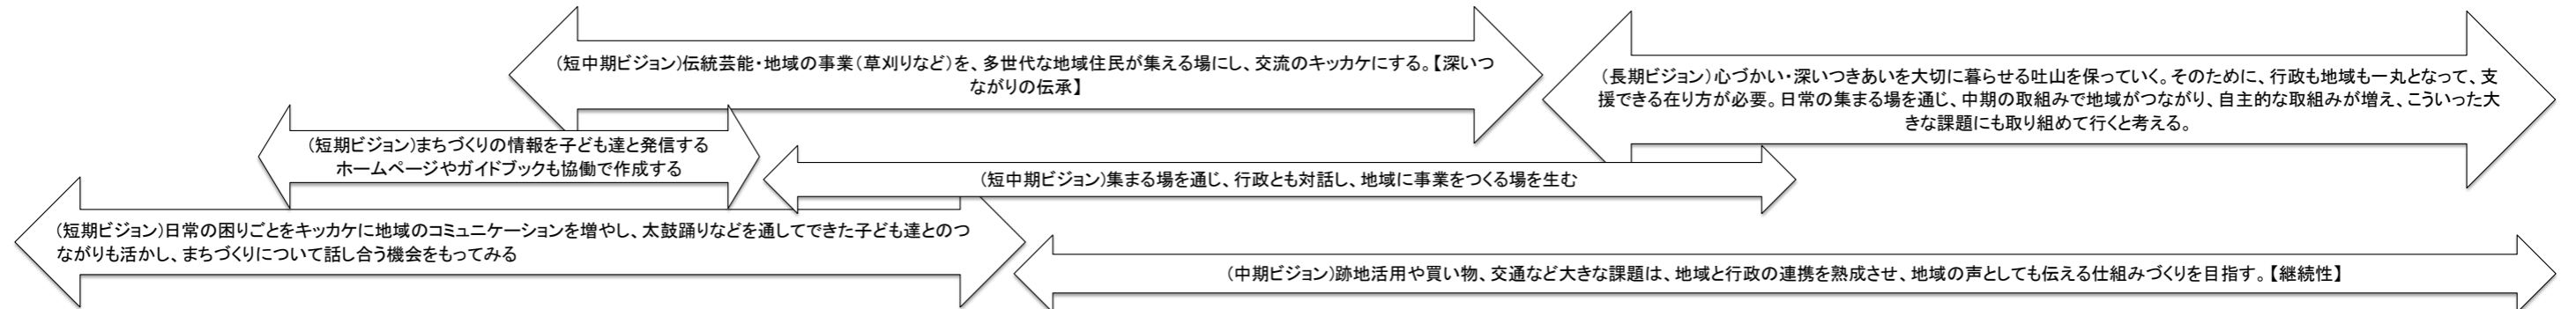 (短中期ビジョン)伝統芸能・地域の事業(草刈りなど)を、多世代な地域住民が集える場にし、交流のキッカケにする。【深いつ
ながりの伝承】
(長期ビジョン)心づかい・深いつきあいを大切に暮らせる吐山を保っていく。そのために、行政も地域も一丸となって、支
援できる在り方が必要。日常の集まる場を通じ、中期の取組みで地域がつながり、自主的な取組みが増え、こういった大
きな課題にも取り組めて行くと考える。
(短期ビジョン)まちづくりの情報を子ども達と発信する
ホームページやガイドブックも協働で作成する
(短中期ビジョン)集まる場を通じ、行政とも対話し、地域に事業をつくる場を生む
(短期ビジョン)日常の困りごとをキッカケに地域のコミュニケーションを増やし、太鼓踊りなどを通してできた子ども達とのつ
ながりも活かし、まちづくりについて話し合う機会をもってみる
(中期ビジョン)跡地活用や買い物、交通など大きな課題は、地域と行政の連携を熟成させ、地域の声としても伝える仕組みづくりを目指す。【継続性】